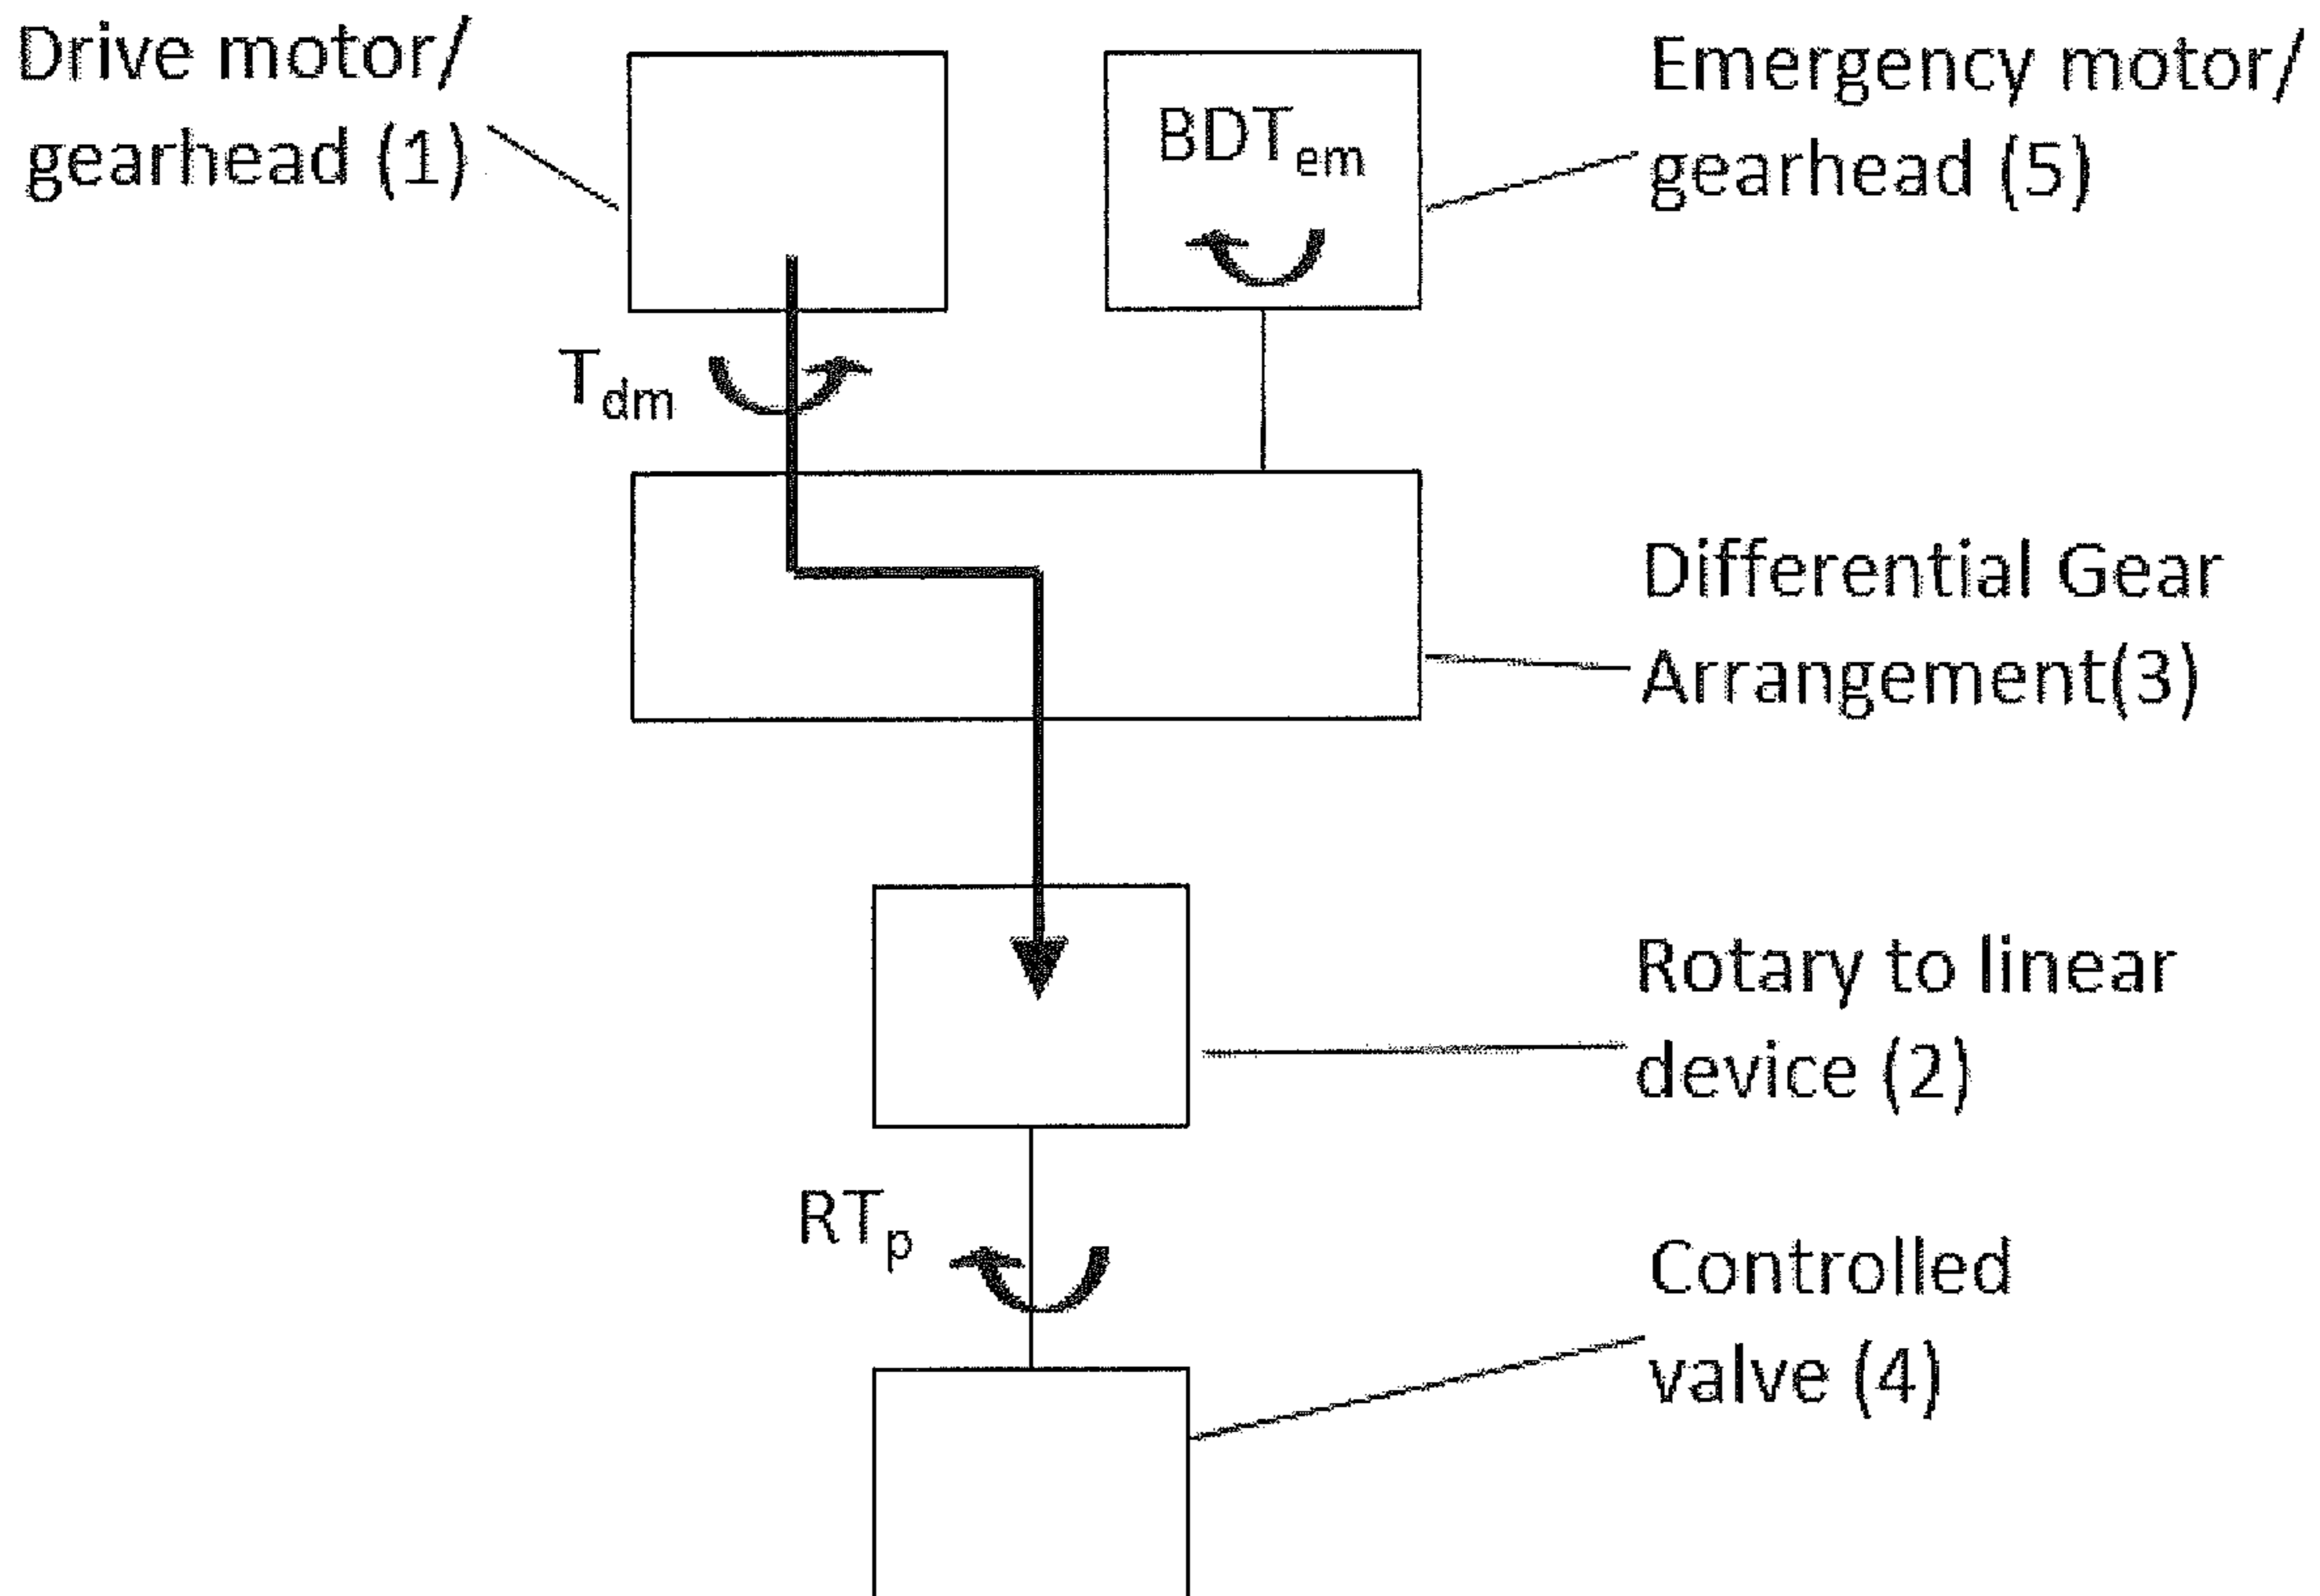 Drive motor/
gearhead (1)
BDTem
Emergency motor/
gearhead (5)
Tdm
Differential Gear
Arrangement(3)
Rotary to linear
device (2)
RTp
Controlled
valve (4)